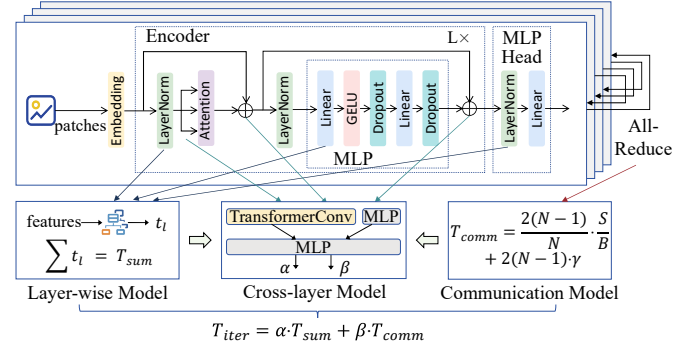 Encoder
L×
MLP
Head
patches
Embedding
LayerNorm
Attention
LayerNorm
Linear
GELU
Dropout
Linear
Dropout
LayerNorm
Linear
MLP
All-
Reduce
features
t_l
∑ t_l = T_sum
TransformerConv
MLP
MLP
α
β
T_comm = 2(N − 1)/N · S/B
+ 2(N − 1)·γ
Layer-wise Model
Cross-layer Model
Communication Model
T_iter = α·T_sum + β·T_comm